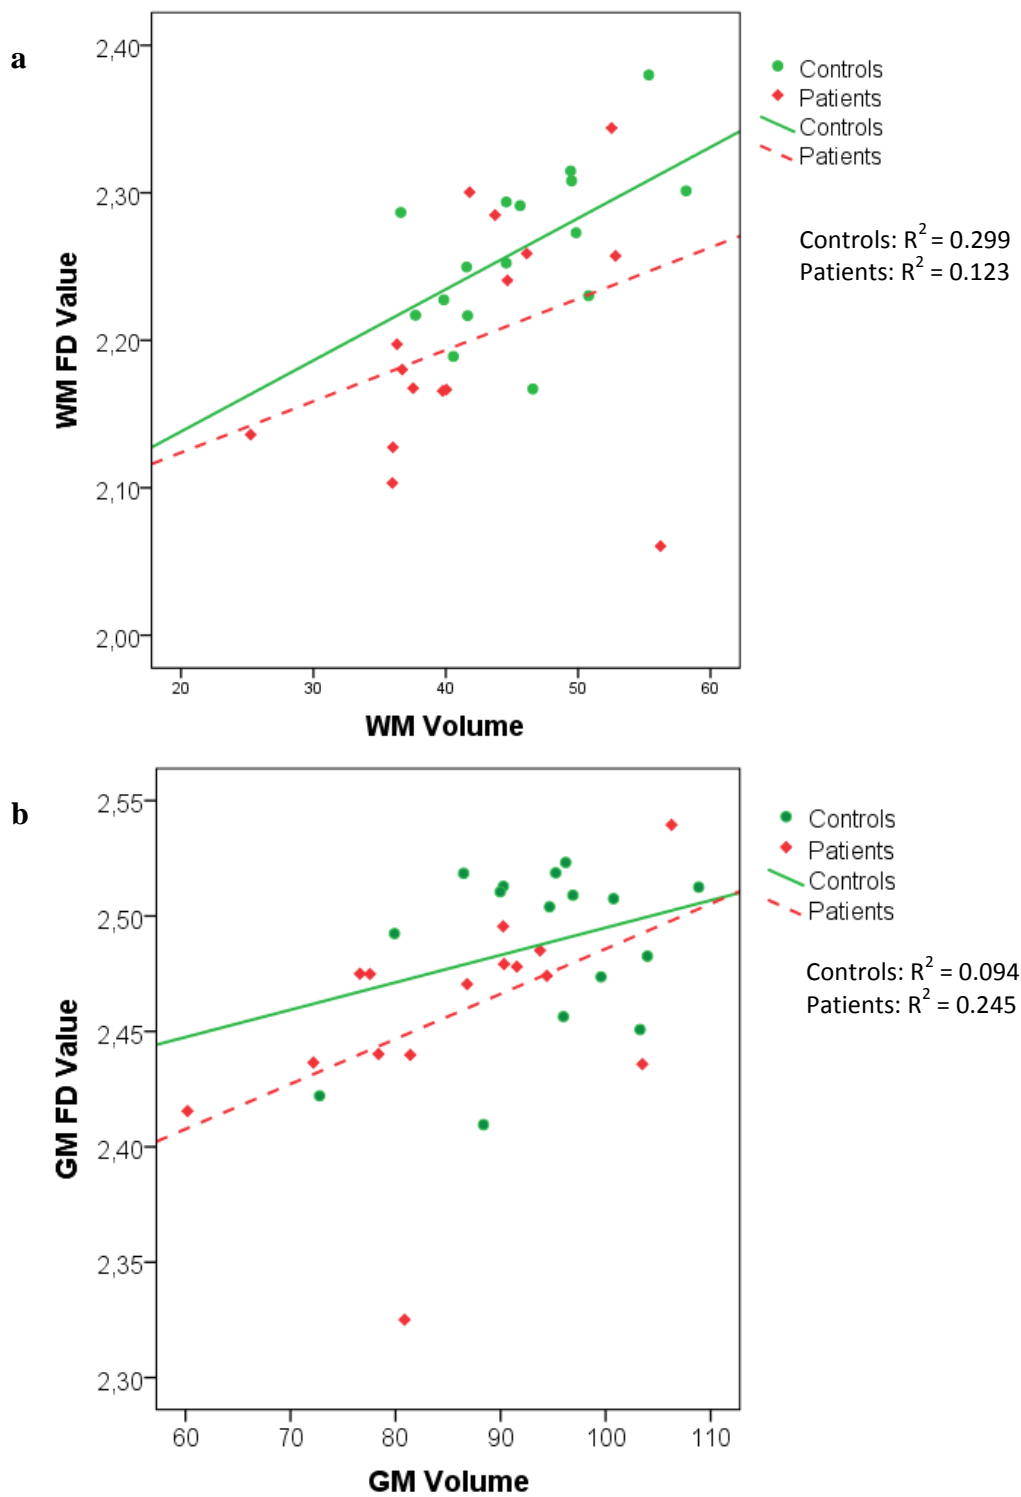 a
2,40
2,30
2,20
2,10
2,00
WM FD Value
20 30 40 50 60
WM Volume
Controls
Patients
Controls
Patients
Controls: R² = 0.299
Patients: R² = 0.123
b
2,55
2,50
2,45
2,40
2,35
2,30
GM FD Value
60 70 80 90 100 110
GM Volume
Controls
Patients
Controls
Patients
Controls: R² = 0.094
Patients: R² = 0.245